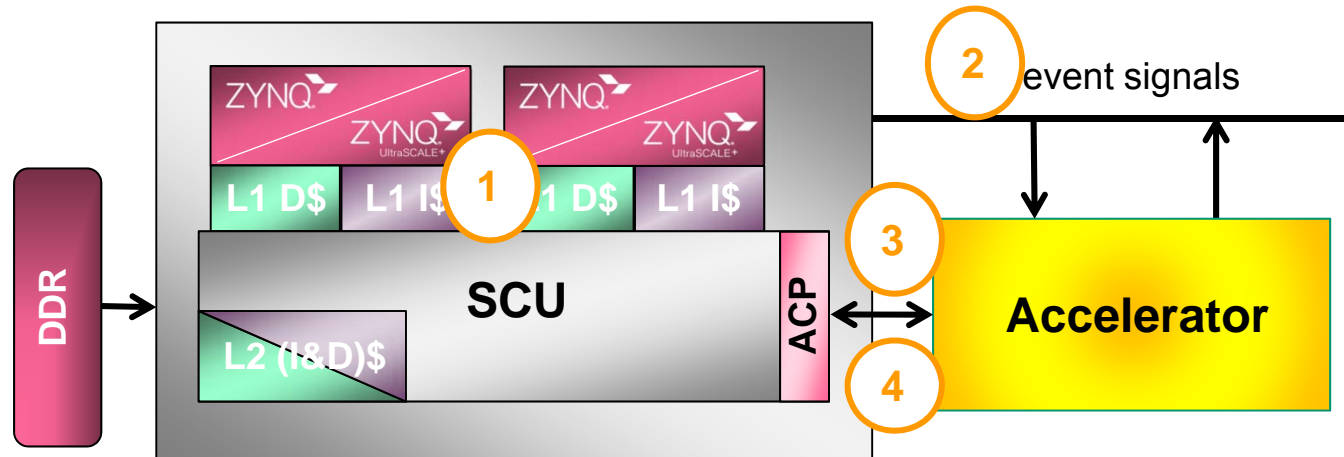 2
event signals
ZYNQ
ZYNQ
UltraSCALE+
ZYNQ
ZYNQ
UltraSCALE+
L1 D$
L1 I$
1
L1 D$
L1 I$
DDR
SCU
L2 (I&D)$
ACP
3
4
Accelerator